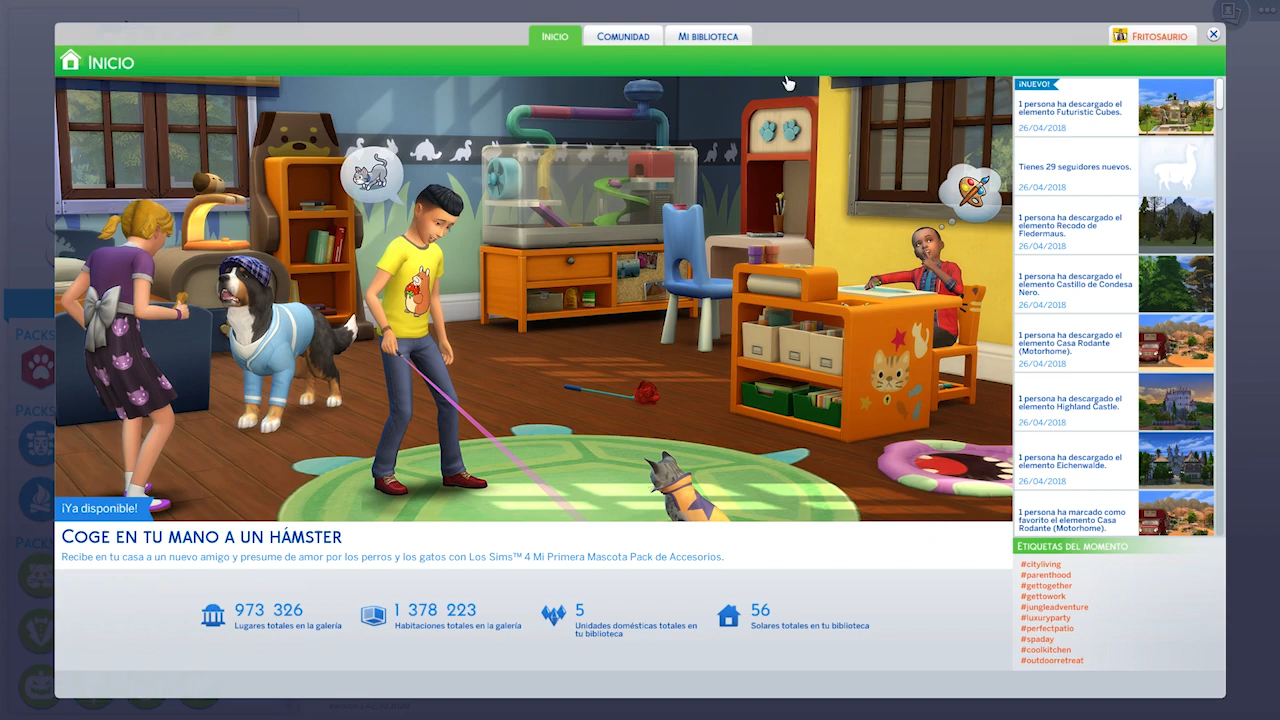 INICIO
COMUNIDAD
MI BIBLIOTECA
FRITOSAURIO
INICIO
¡NUEVO!
1 persona ha descargado el
elemento Futuristic Cubes.
26/04/2018
Tienes 29 seguidores nuevos.
26/04/2018
1 persona ha descargado el
elemento Recodo de
Fledermaus.
26/04/2018
1 persona ha descargado el
elemento Castillo de Condesa
Nero.
26/04/2018
1 persona ha descargado el
elemento Casa Rodante
(Motorhome).
26/04/2018
1 persona ha descargado el
elemento Highland Castle.
26/04/2018
1 persona ha descargado el
elemento Eichenwalde.
26/04/2018
1 persona ha marcado como
favorito el elemento Casa
Rodante (Motorhome).
PACKS
PACKS
PACKS
¡Ya disponible!
COGE EN TU MANO A UN HÁMSTER
Recibe en tu casa a un nuevo amigo y presume de amor por los perros y los gatos con Los Sims™ 4 Mi Primera Mascota Pack de Accesorios.
973 326
Lugares totales en la galería
1 378 223
Habitaciones totales en la galería
5
Unidades domésticas totales en
tu biblioteca
56
Solares totales en tu biblioteca
ETIQUETAS DEL MOMENTO
#cityliving
#parenthood
#gettogether
#gettowork
#jungleadventure
#luxuryparty
#perfectpatio
#spaday
#coolkitchen
#outdoorretreat